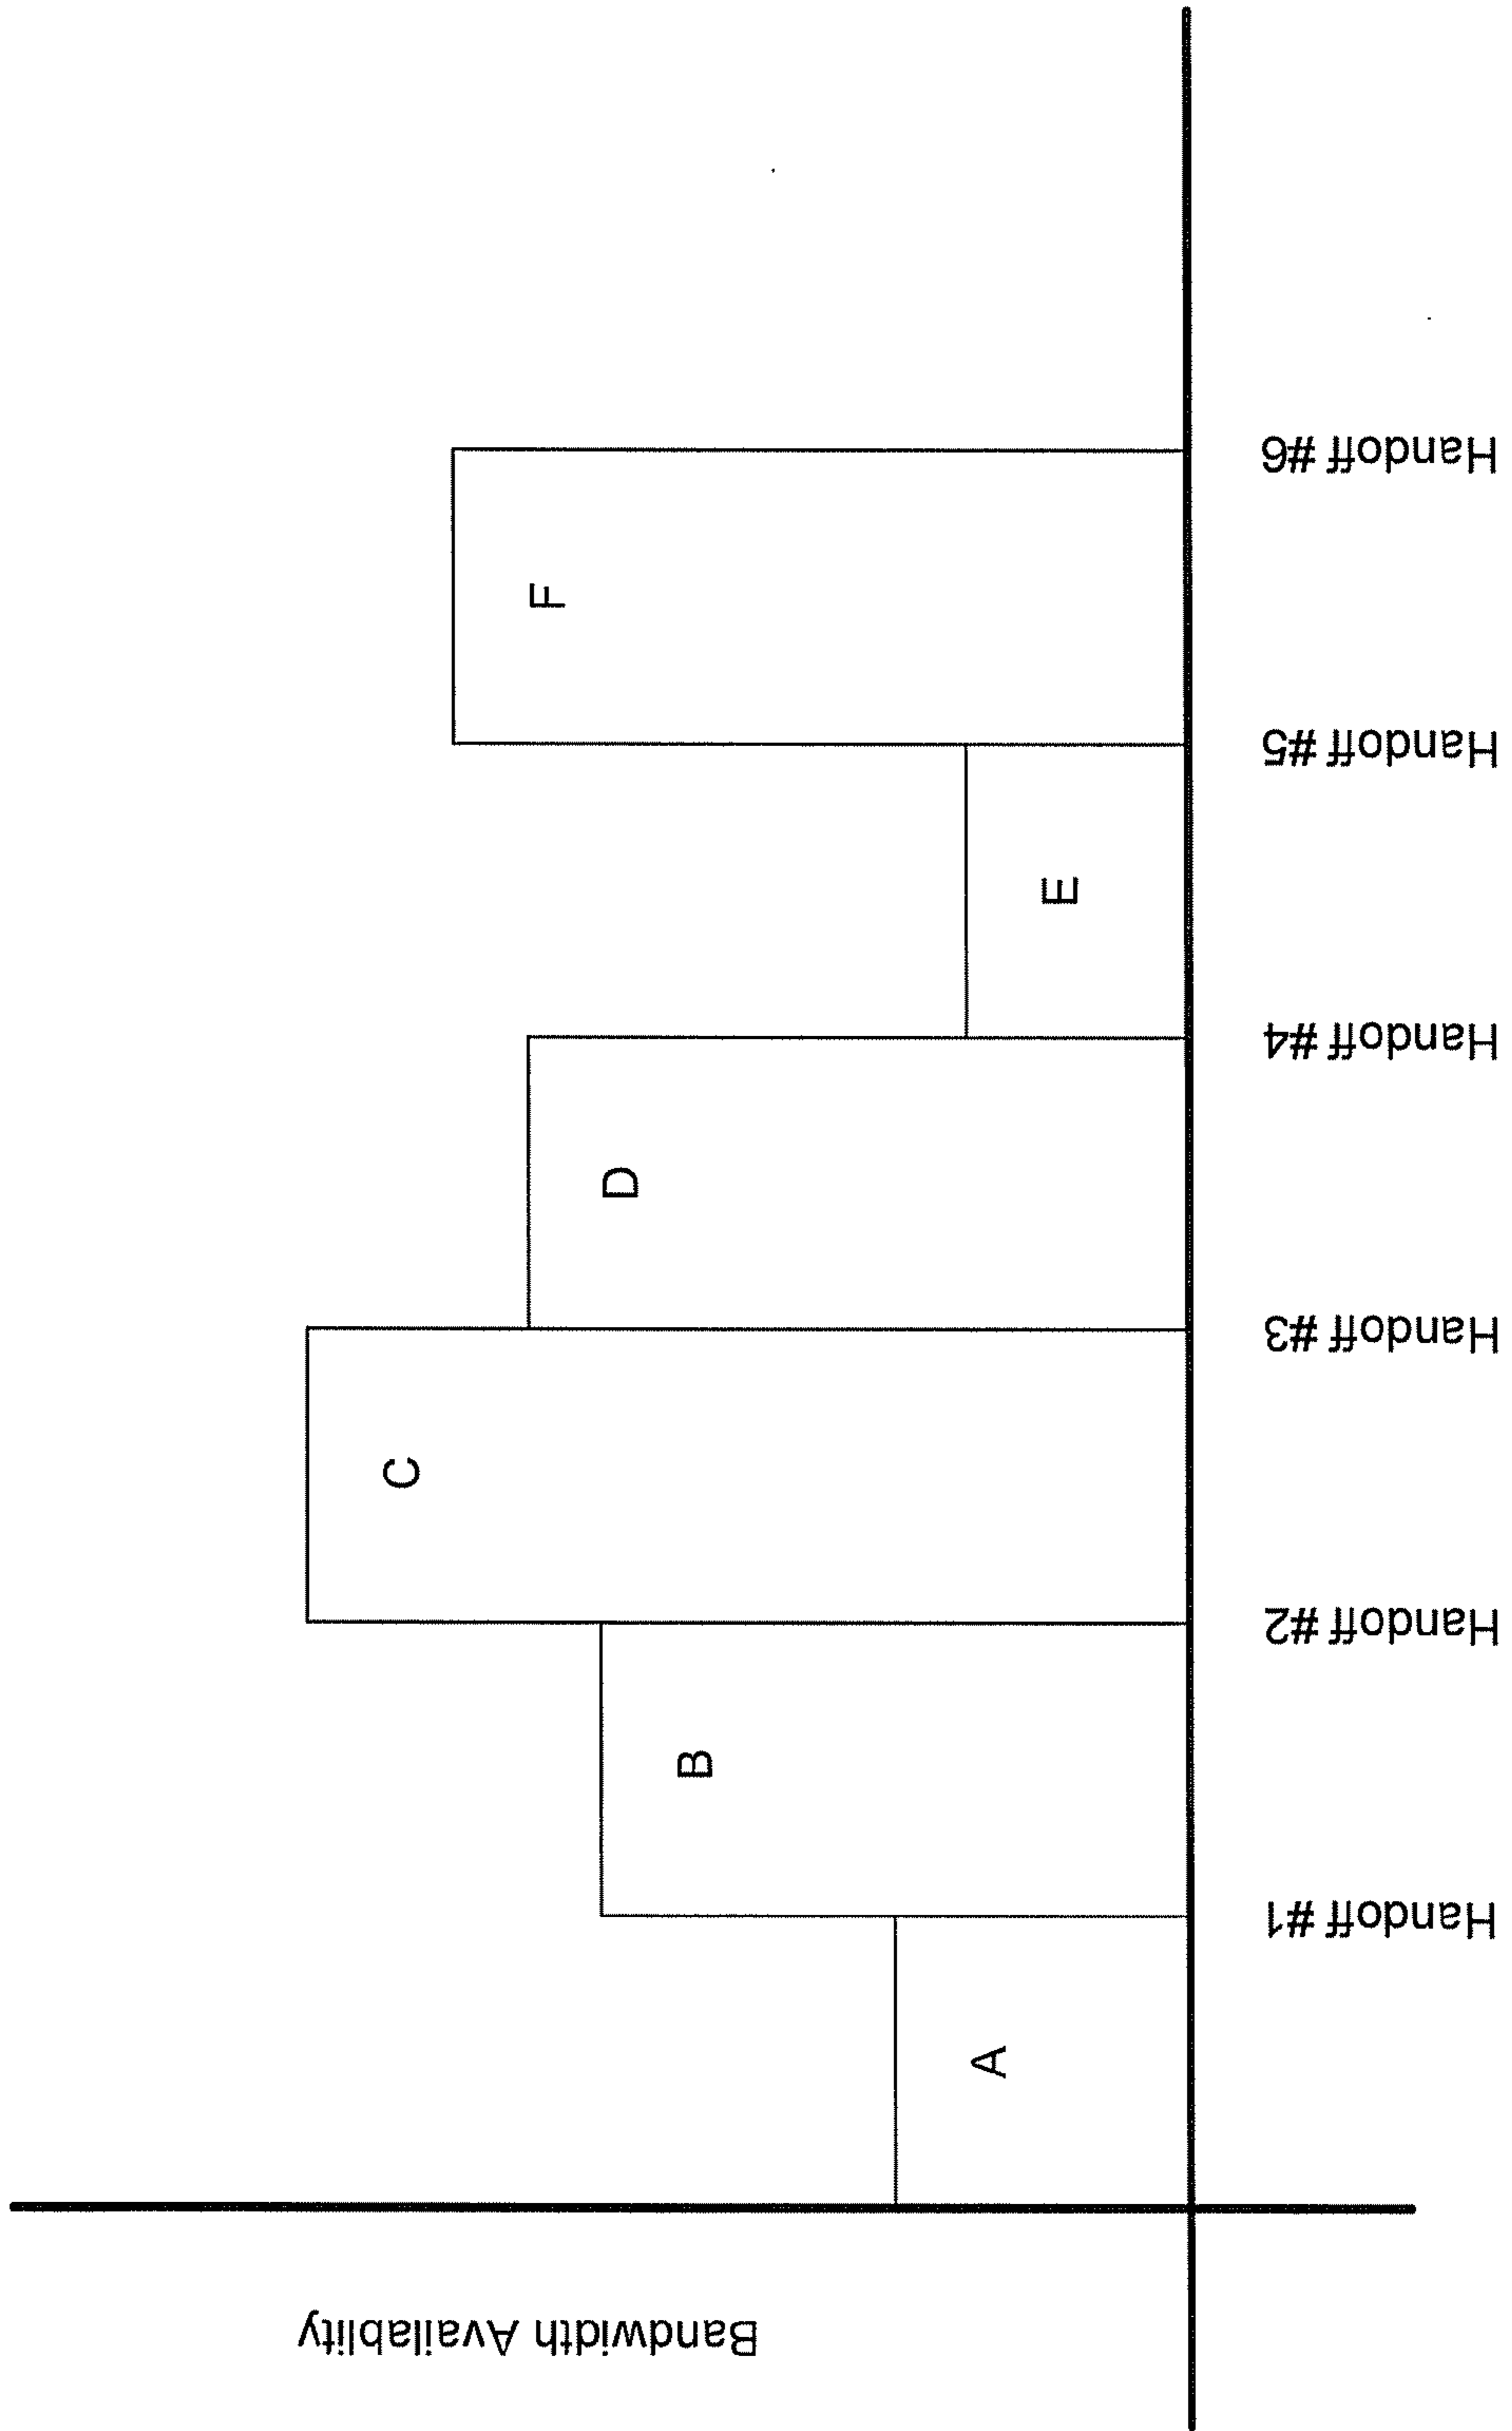 Bandwidth Availablity
A
B
C
D
E
F
Handoff #1
Handoff #2
Handoff #3
Handoff #4
Handoff #5
Handoff #6